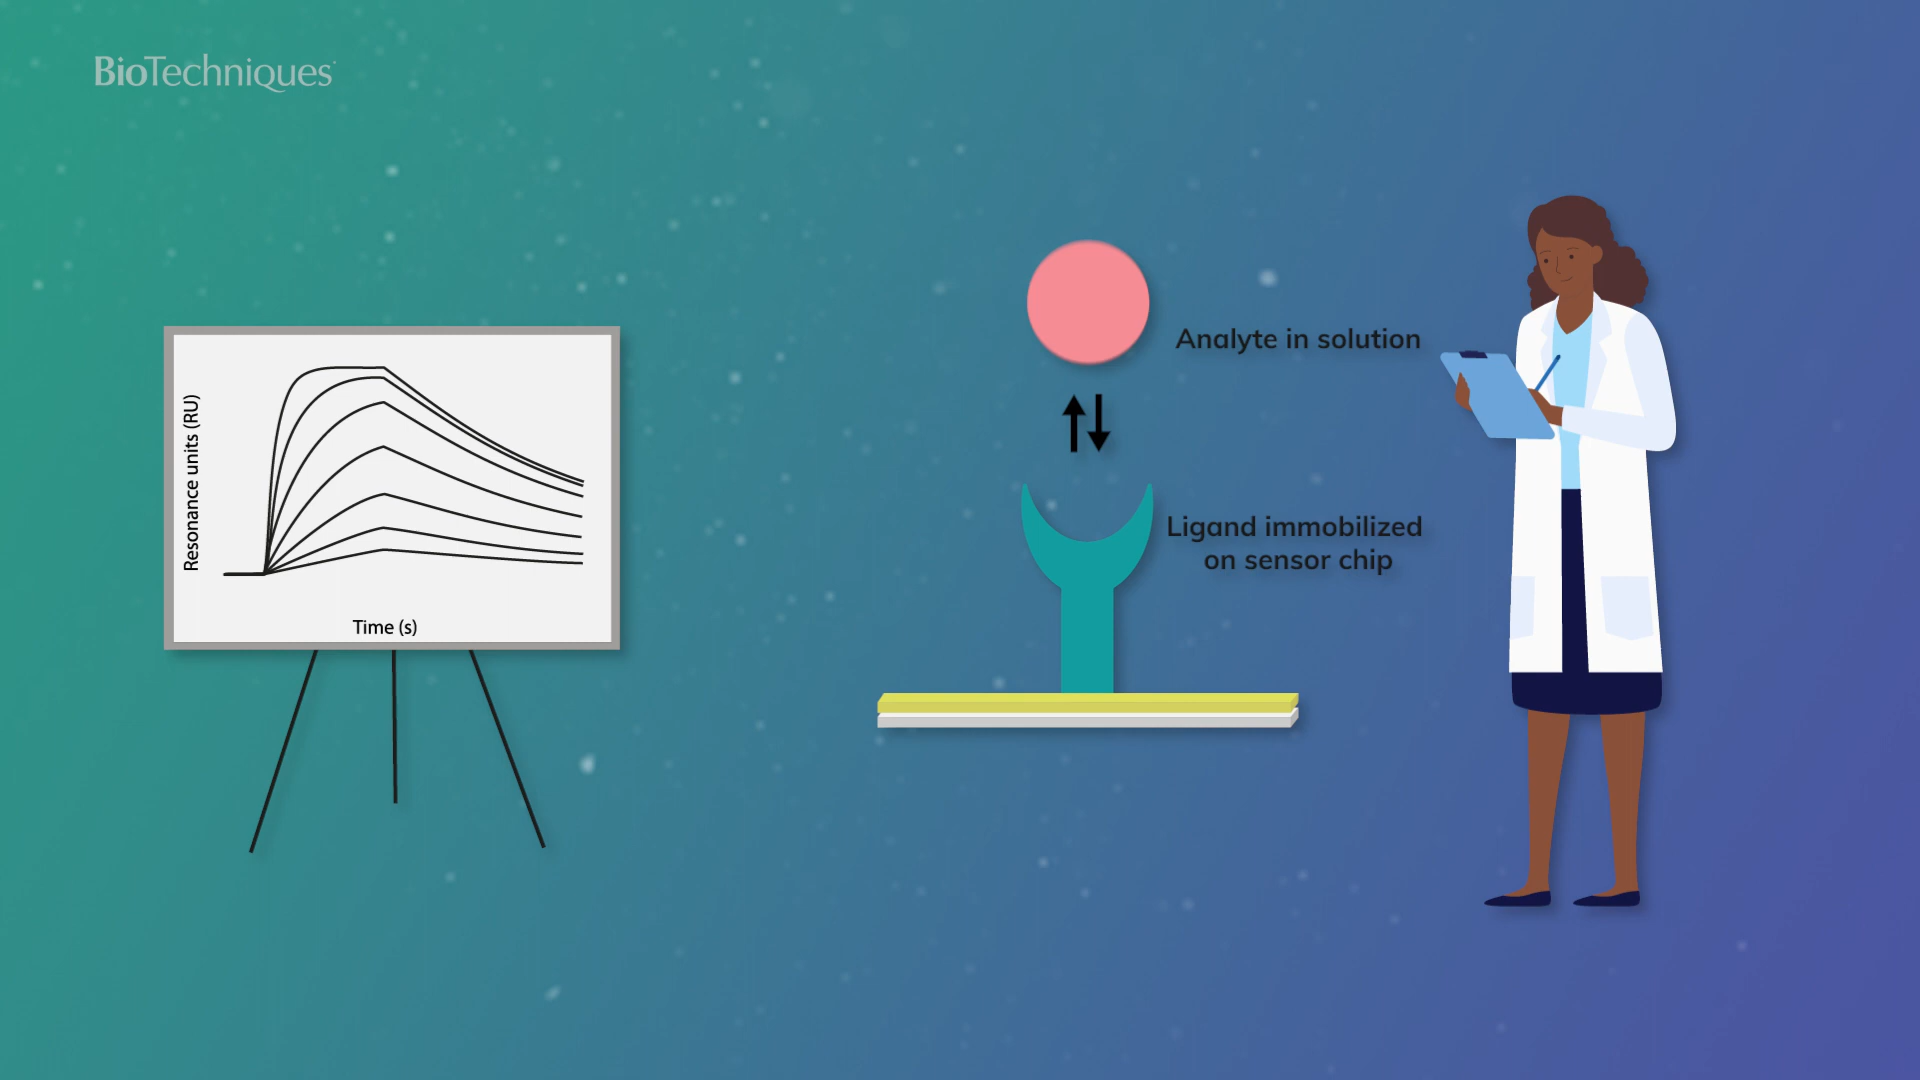 BioTechniques
Resonance units (RU)
Time (s)
Analyte in solution
Ligand immobilized
on sensor chip